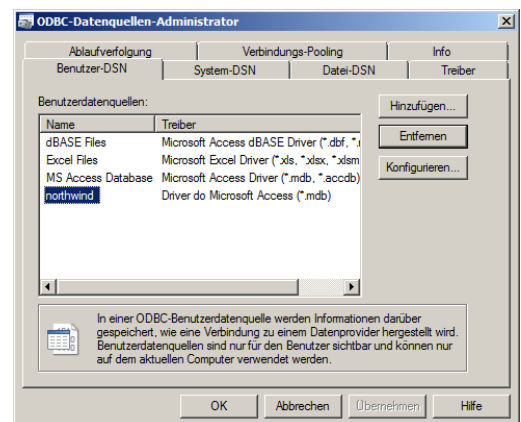 ODBC-Datenquellen-Administrator
Ablaufverfolgung Verbindungs-Pooling Info
Benutzer-DSN System-DSN Datei-DSN Treiber
Benutzerdatenquellen:
Hinzufügen...
Name Treiber
Entfernen
dBASE Files Microsoft Access dBASE Driver (*.dbf, *.
Excel Files Microsoft Excel Driver (*.xls, *.xlsx, *.xlsm
Konfigurieren...
MS Access Database Microsoft Access Driver (*.mdb, *.accdb)
northwind Driver do Microsoft Access (*.mdb)
In einer ODBC-Benutzerdatenquelle werden Informationen darüber
gespeichert, wie eine Verbindung zu einem Datenprovider hergestellt wird.
Benutzerdatenquellen sind nur für den Benutzer sichtbar und können nur
auf dem aktuellen Computer verwendet werden.
OK Abbrechen Übernehmen Hilfe